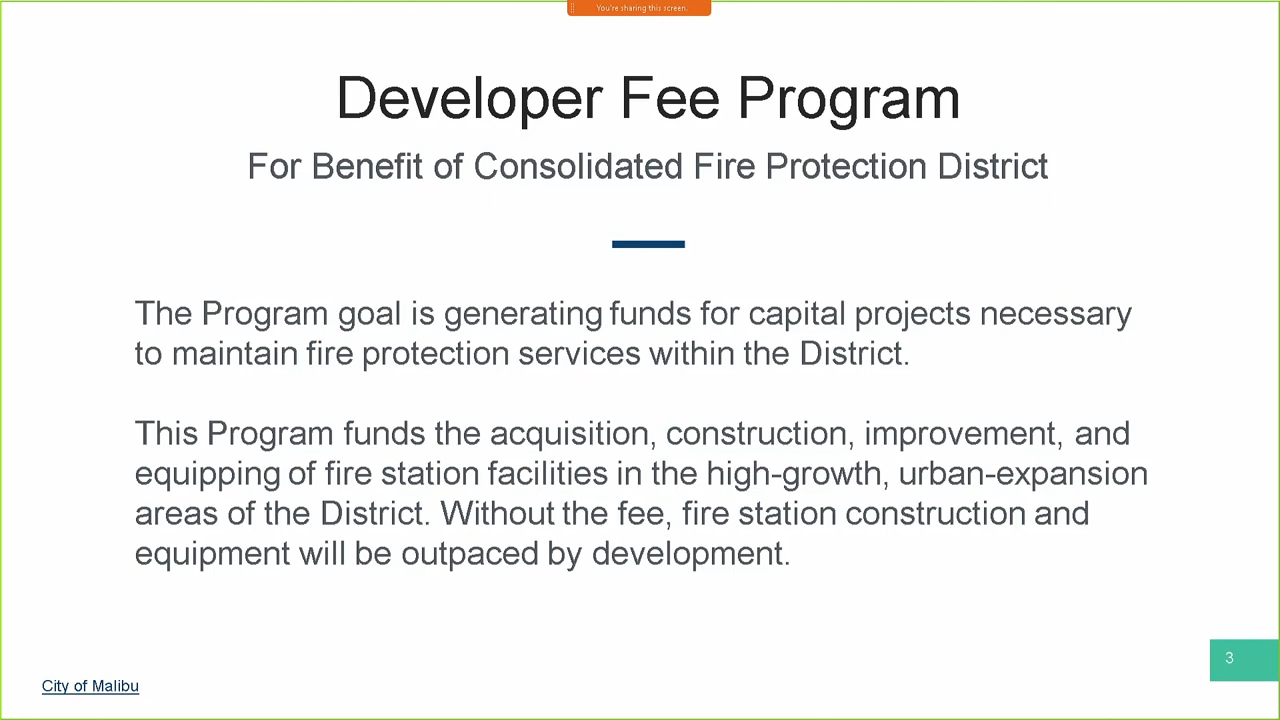 You're sharing this screen.
Developer Fee Program
For Benefit of Consolidated Fire Protection District
The Program goal is generating funds for capital projects necessary
to maintain fire protection services within the District.
This Program funds the acquisition, construction, improvement, and
equipping of fire station facilities in the high-growth, urban-expansion
areas of the District. Without the fee, fire station construction and
equipment will be outpaced by development.
3
City of Malibu